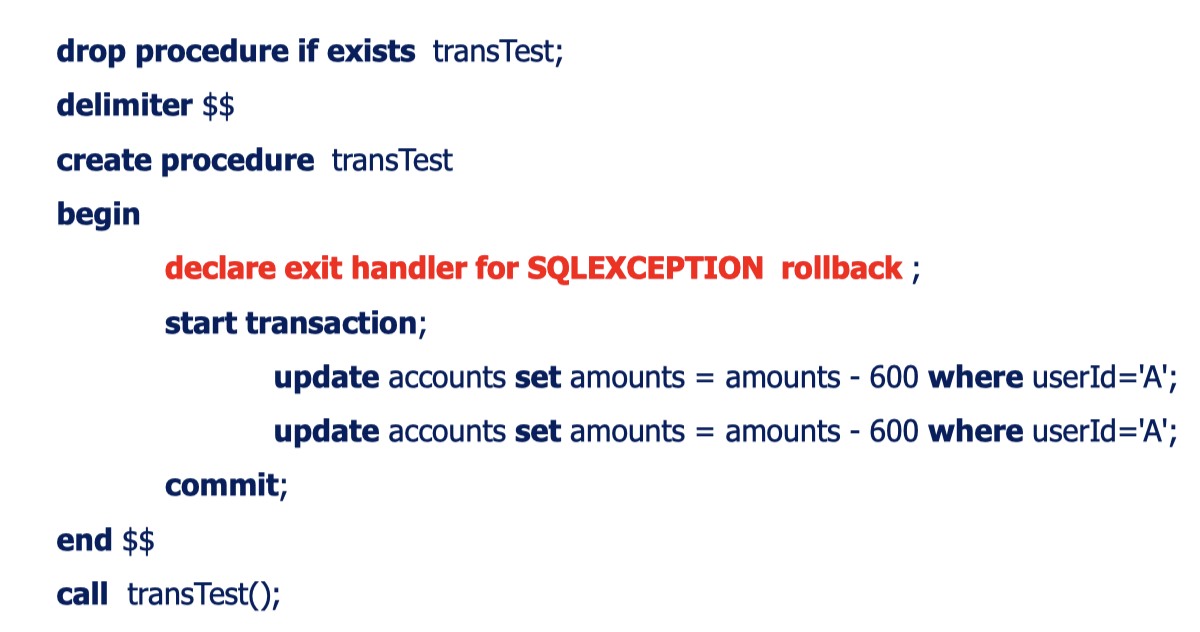 drop procedure if exists transTest;
delimiter $$
create procedure transTest
begin
declare exit handler for SQLEXCEPTION rollback ;
start transaction;
update accounts set amounts = amounts - 600 where userId='A';
update accounts set amounts = amounts - 600 where userId='A';
commit;
end $$
call transTest();